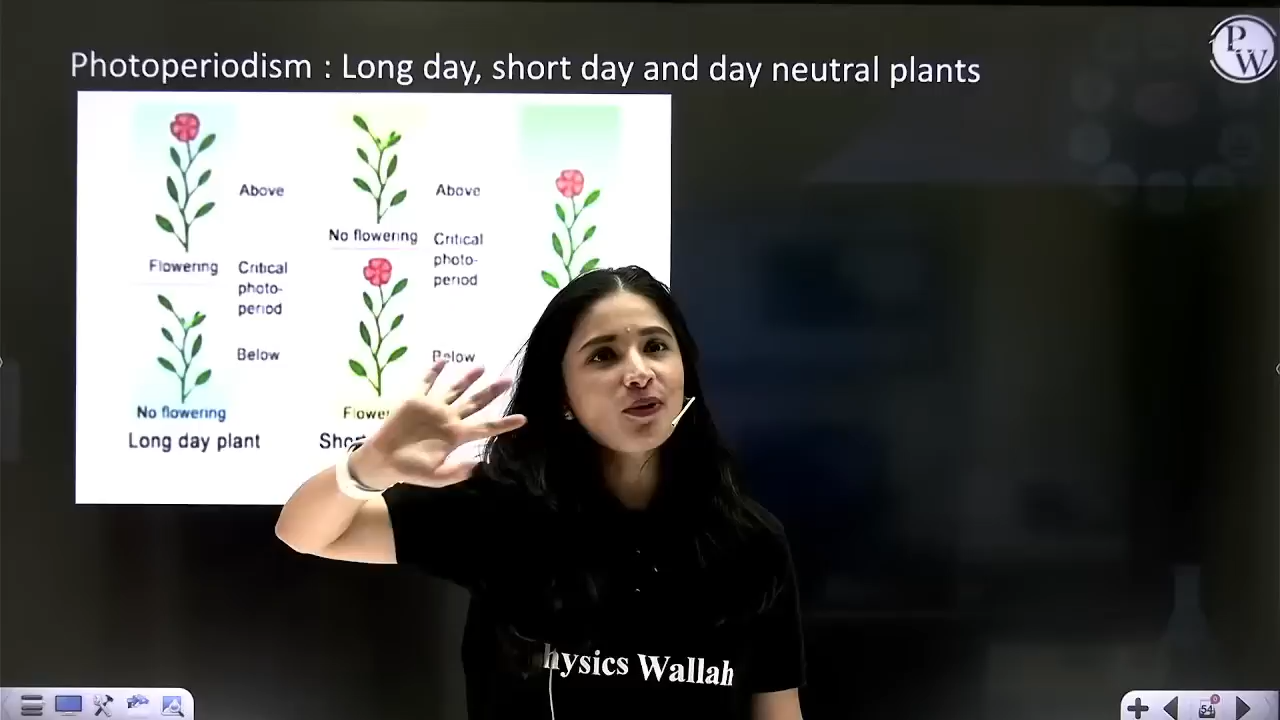 Photoperiodism : Long day, short day and day neutral plants
P
W
Above
Flowering
Critical
photo-
period
Below
No flowering
Long day plant
Above
No flowering
Critical
photo-
period
Below
hysics Wallah
54